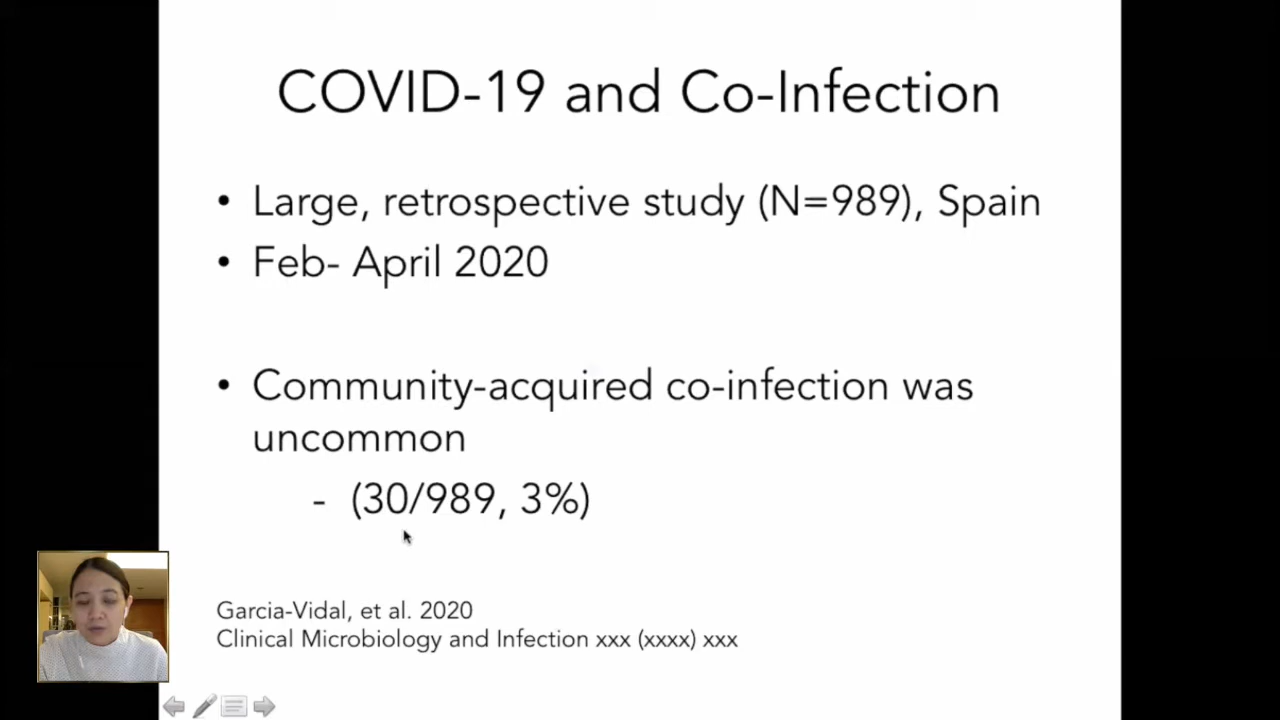 COVID-19 and Co-Infection
• Large, retrospective study (N=989), Spain
• Feb- April 2020
• Community-acquired co-infection was
uncommon
- (30/989, 3%)
Garcia-Vidal, et al. 2020
Clinical Microbiology and Infection xxx (xxxx) xxx